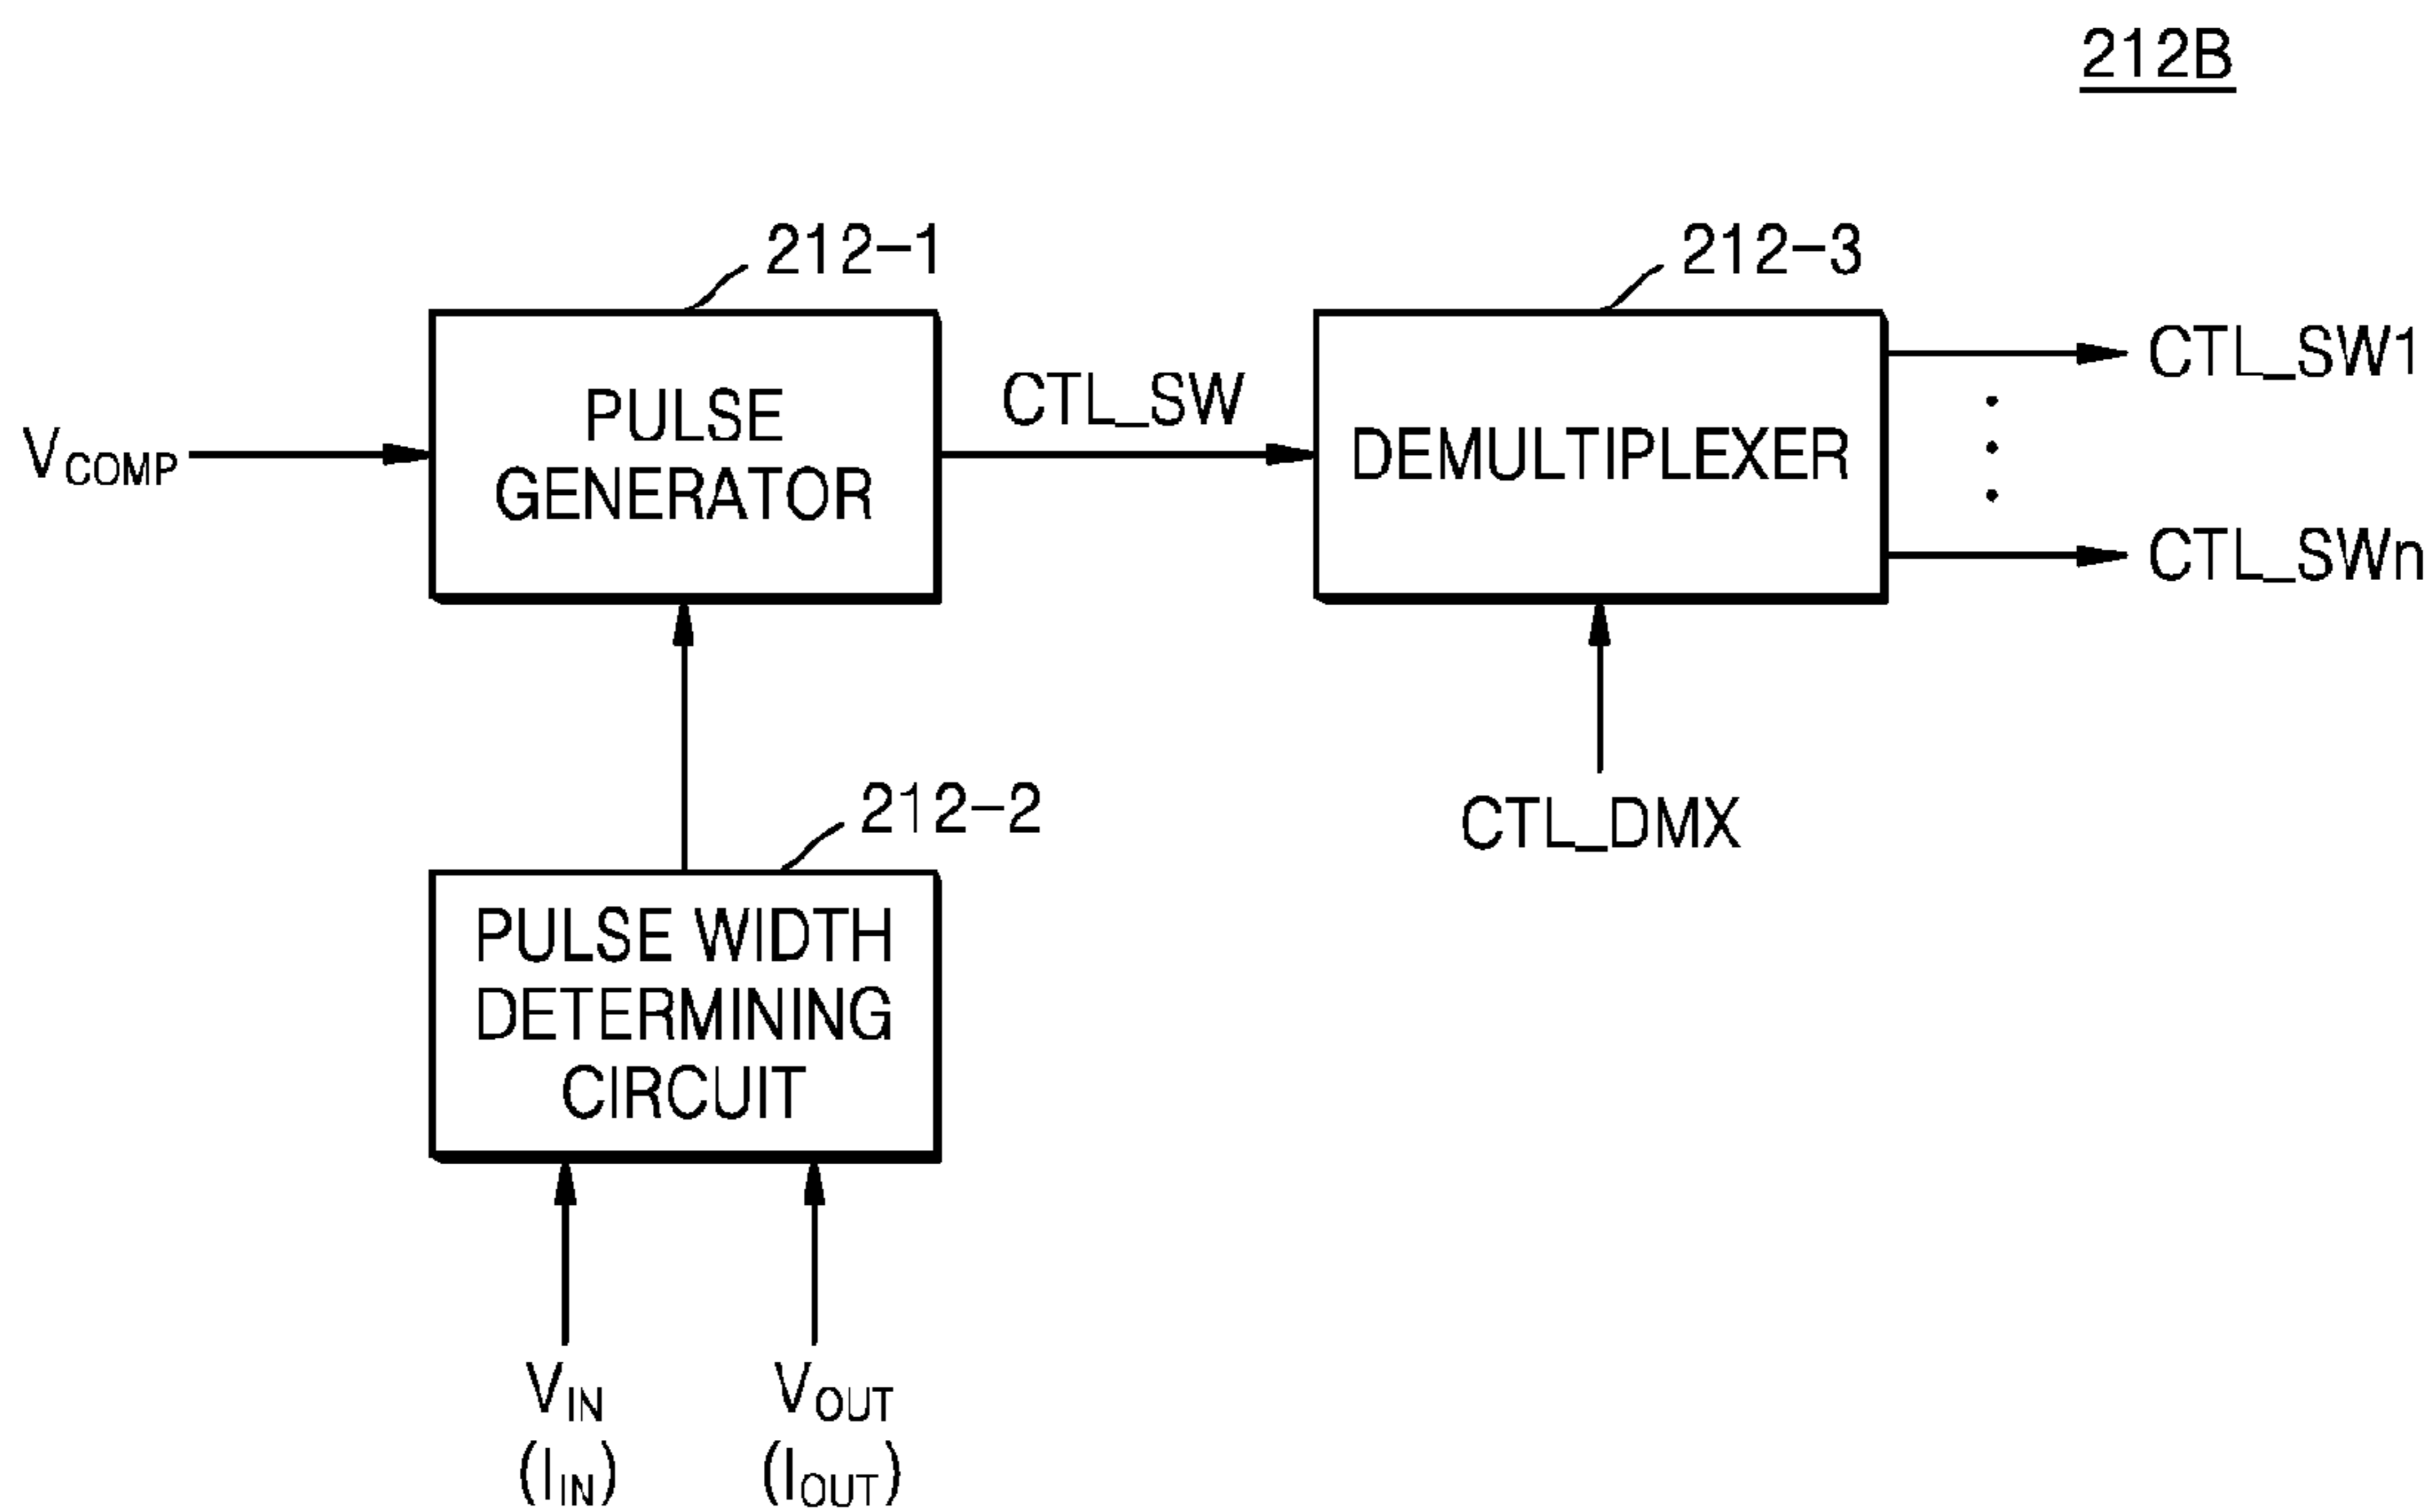 212B
212-1
212-3
PULSE
GENERATOR
CTL_SW
DEMULTIPLEXER
CTL_SW1
CTL_SWn
VCOMP
CTL_DMX
212-2
PULSE WIDTH
DETERMINING
CIRCUIT
VIN
(IIN)
VOUT
(IOUT)